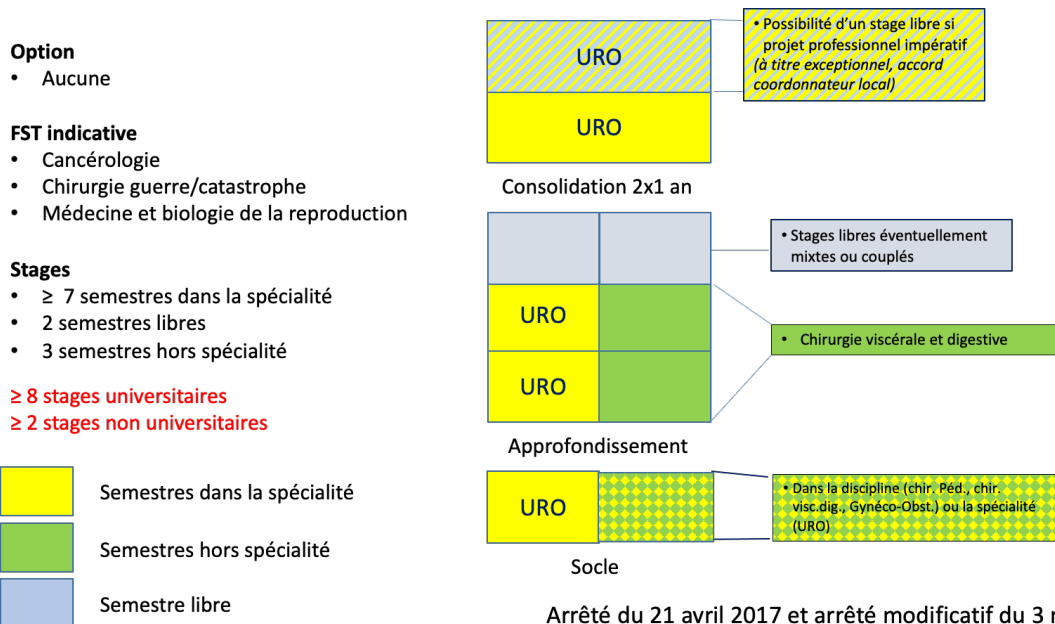 Option
• Aucune
FST indicative
• Cancérologie
• Chirurgie guerre/catastrophe
• Médecine et biologie de la reproduction
Stages
• ≥ 7 semestres dans la spécialité
• 2 semestres libres
• 3 semestres hors spécialité
≥ 8 stages universitaires
≥ 2 stages non universitaires
Semestres dans la spécialité
Semestres hors spécialité
Semestre libre
URO
URO
Consolidation 2x1 an
• Possibilité d'un stage libre si
projet professionnel impératif
(à titre exceptionnel, accord
coordonnateur local)
• Stages libres éventuellement
mixtes ou couplés
URO
URO
• Chirurgie viscérale et digestive
Approfondissement
URO
• Dans la discipline (chir. Péd., chir.
visc.dig., Gynéco-Obst.) ou la spécialité
(URO)
Socle
Arrêté du 21 avril 2017 et arrêté modificatif du 3